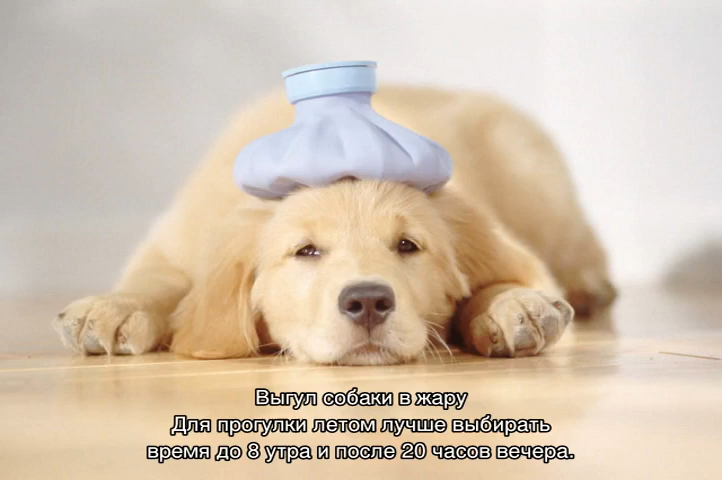 Выгул собаки в жару
Для прогулки летом лучше выбирать
время до 8 утра и после 20 часов вечера.